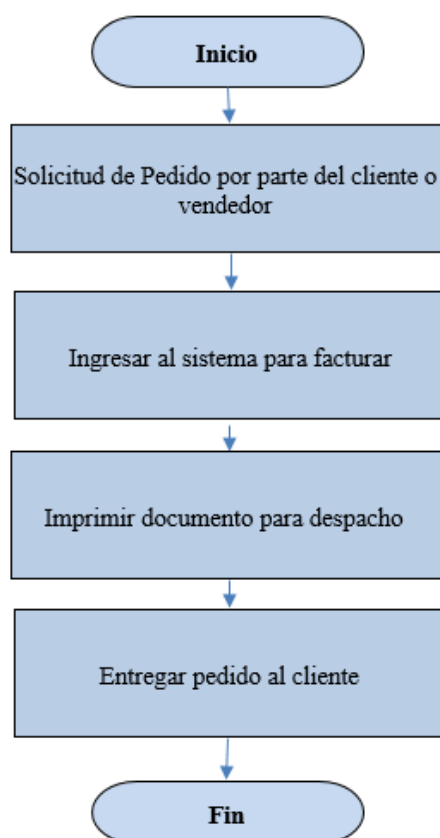 Inicio
Solicitud de Pedido por parte del cliente o
vendedor
Ingresar al sistema para facturar
Imprimir documento para despacho
Entregar pedido al cliente
Fin